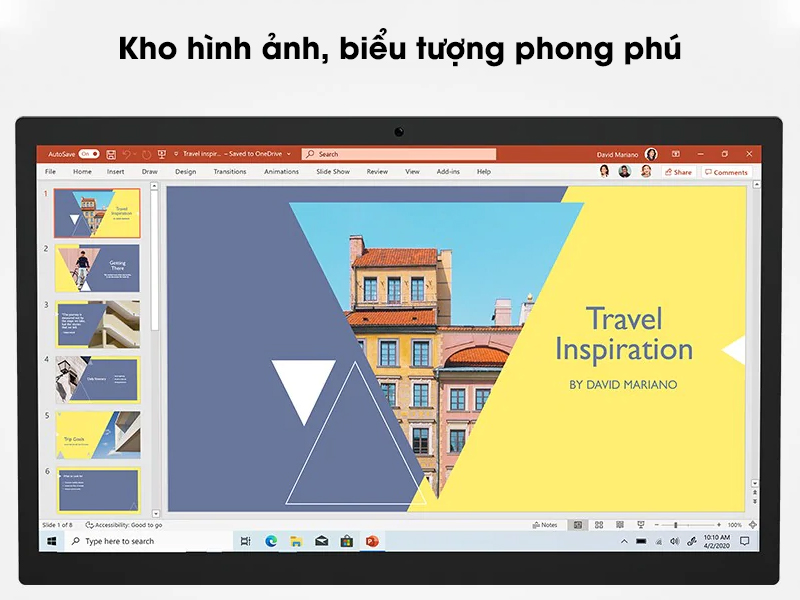 Kho hình ảnh, biểu tượng phong phú
AutoSave On
Travel inspir... – Saved to OneDrive
Search
David Mariano
File Home Insert Draw Design Transitions Animations Slide Show Review View Add-ins Help
Share Comments
1
Travel
Inspiration
2
Getting
There
3
4
5
Trip Goals
6
Travel
Inspiration
BY DAVID MARIANO
Slide 1 of 8
Accessibility: Good to go
Notes
100%
Type here to search
10:10 AM
4/2/2020